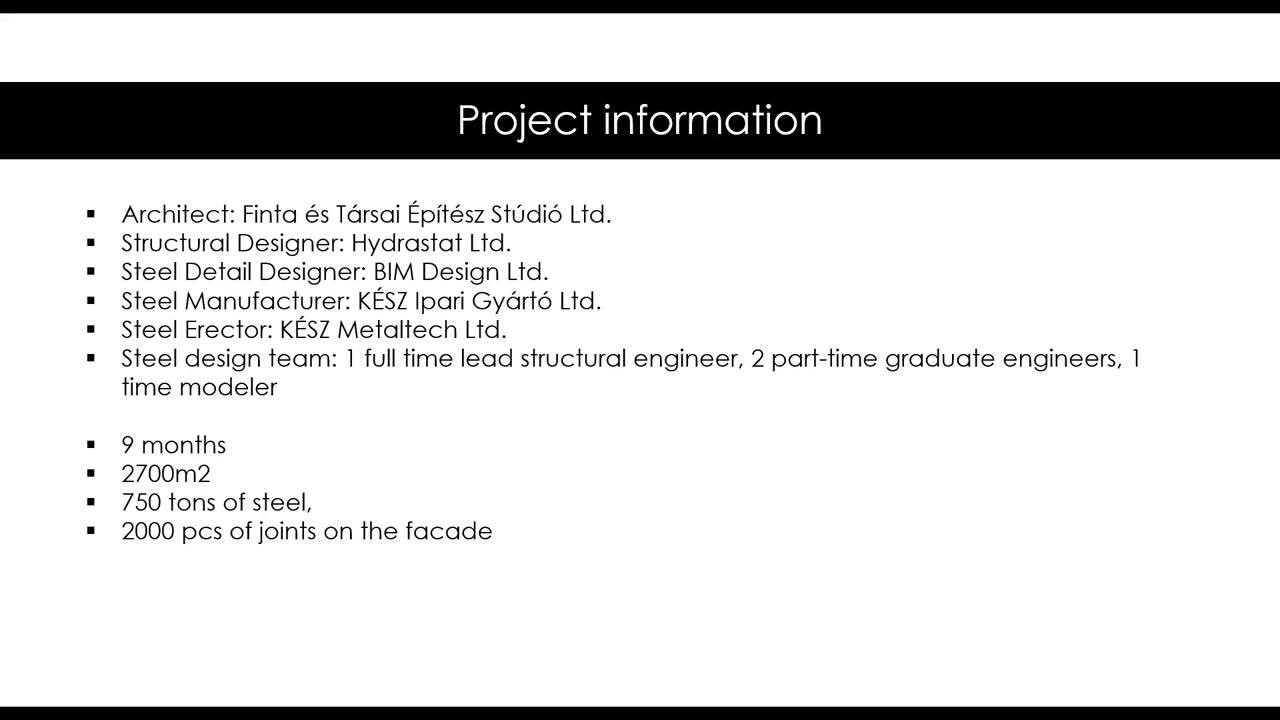 Project information
▪ Architect: Finta és Társai Építész Stúdió Ltd.
▪ Structural Designer: Hydrastat Ltd.
▪ Steel Detail Designer: BIM Design Ltd.
▪ Steel Manufacturer: KÉSZ Ipari Gyártó Ltd.
▪ Steel Erector: KÉSZ Metaltech Ltd.
▪ Steel design team: 1 full time lead structural engineer, 2 part-time graduate engineers, 1
time modeler
▪ 9 months
▪ 2700m2
▪ 750 tons of steel,
▪ 2000 pcs of joints on the facade